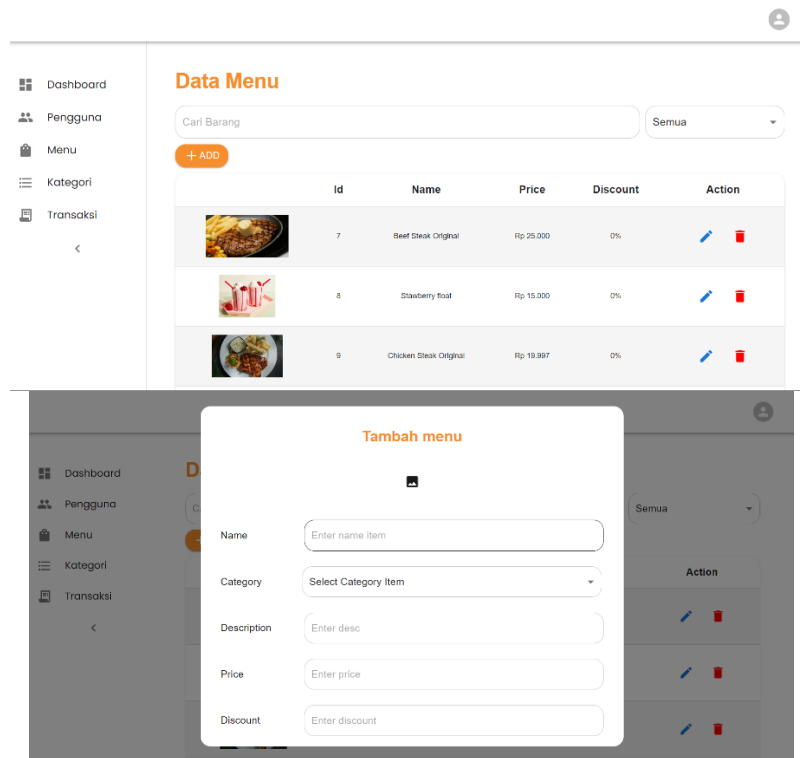 Data Menu
Dashboard
Pengguna
Menu
Kategori
Transaksi
Cari Barang
Semua
+ ADD
Id Name Price Discount Action
7 Beef Steak Original Rp 25.000 0%
8 Stawberry float Rp 15.000 0%
9 Chicken Steak Original Rp 19.997 0%
Dashboard
Pengguna
Menu
Kategori
Transaksi
D
C
Semua
Action
Tambah menu
Name Enter name item
Category Select Category Item
Description Enter desc
Price Enter price
Discount Enter discount